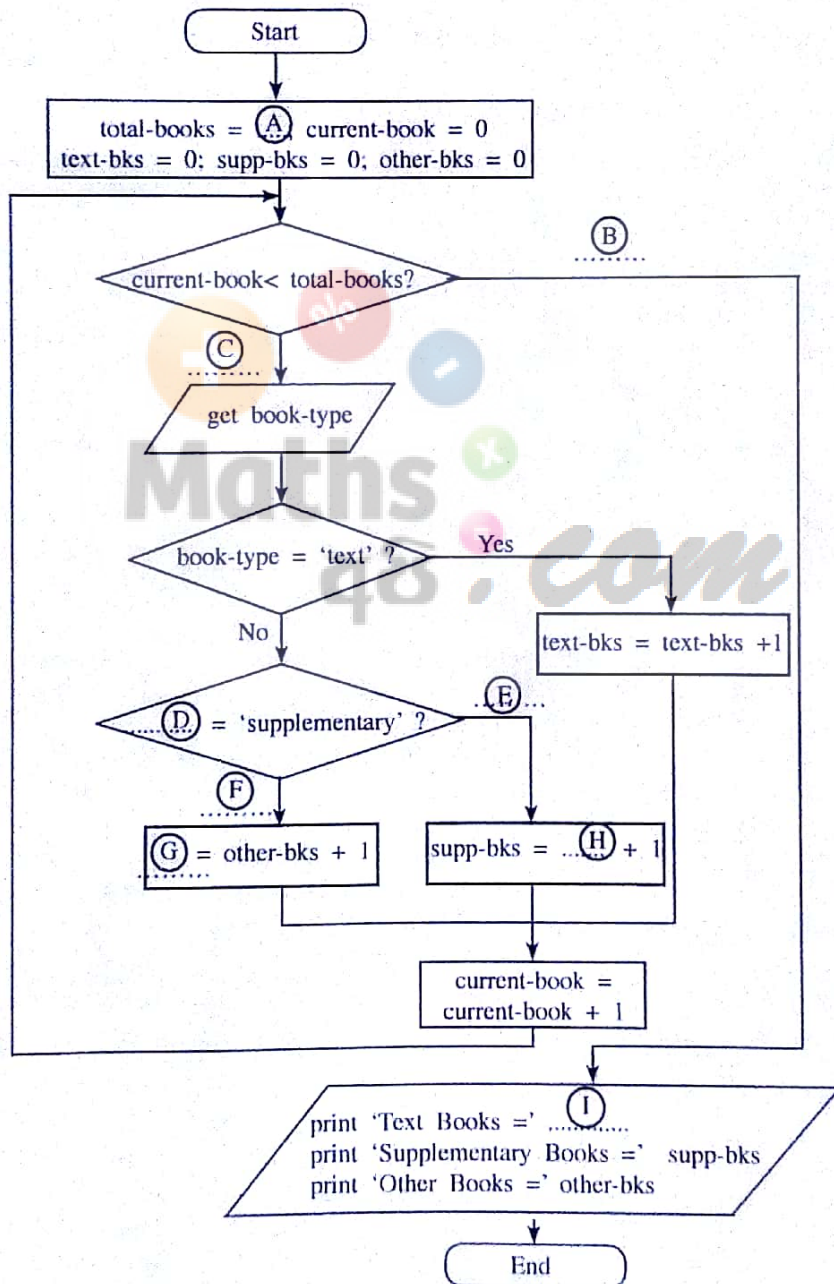 Start
total-books = A current-book = 0
text-bks = 0; supp-bks = 0; other-bks = 0
B
current-book< total-books?
C
get book-type
Maths
q8.com
book-type = ‘text’ ?
Yes
No
text-bks = text-bks +1
E
D = ‘supplementary’ ?
F
G = other-bks + 1
supp-bks = ...... H + 1
current-book =
current-book + 1
I
print ‘Text Books =’ ............
print ‘Supplementary Books =’ supp-bks
print ‘Other Books =’ other-bks
End